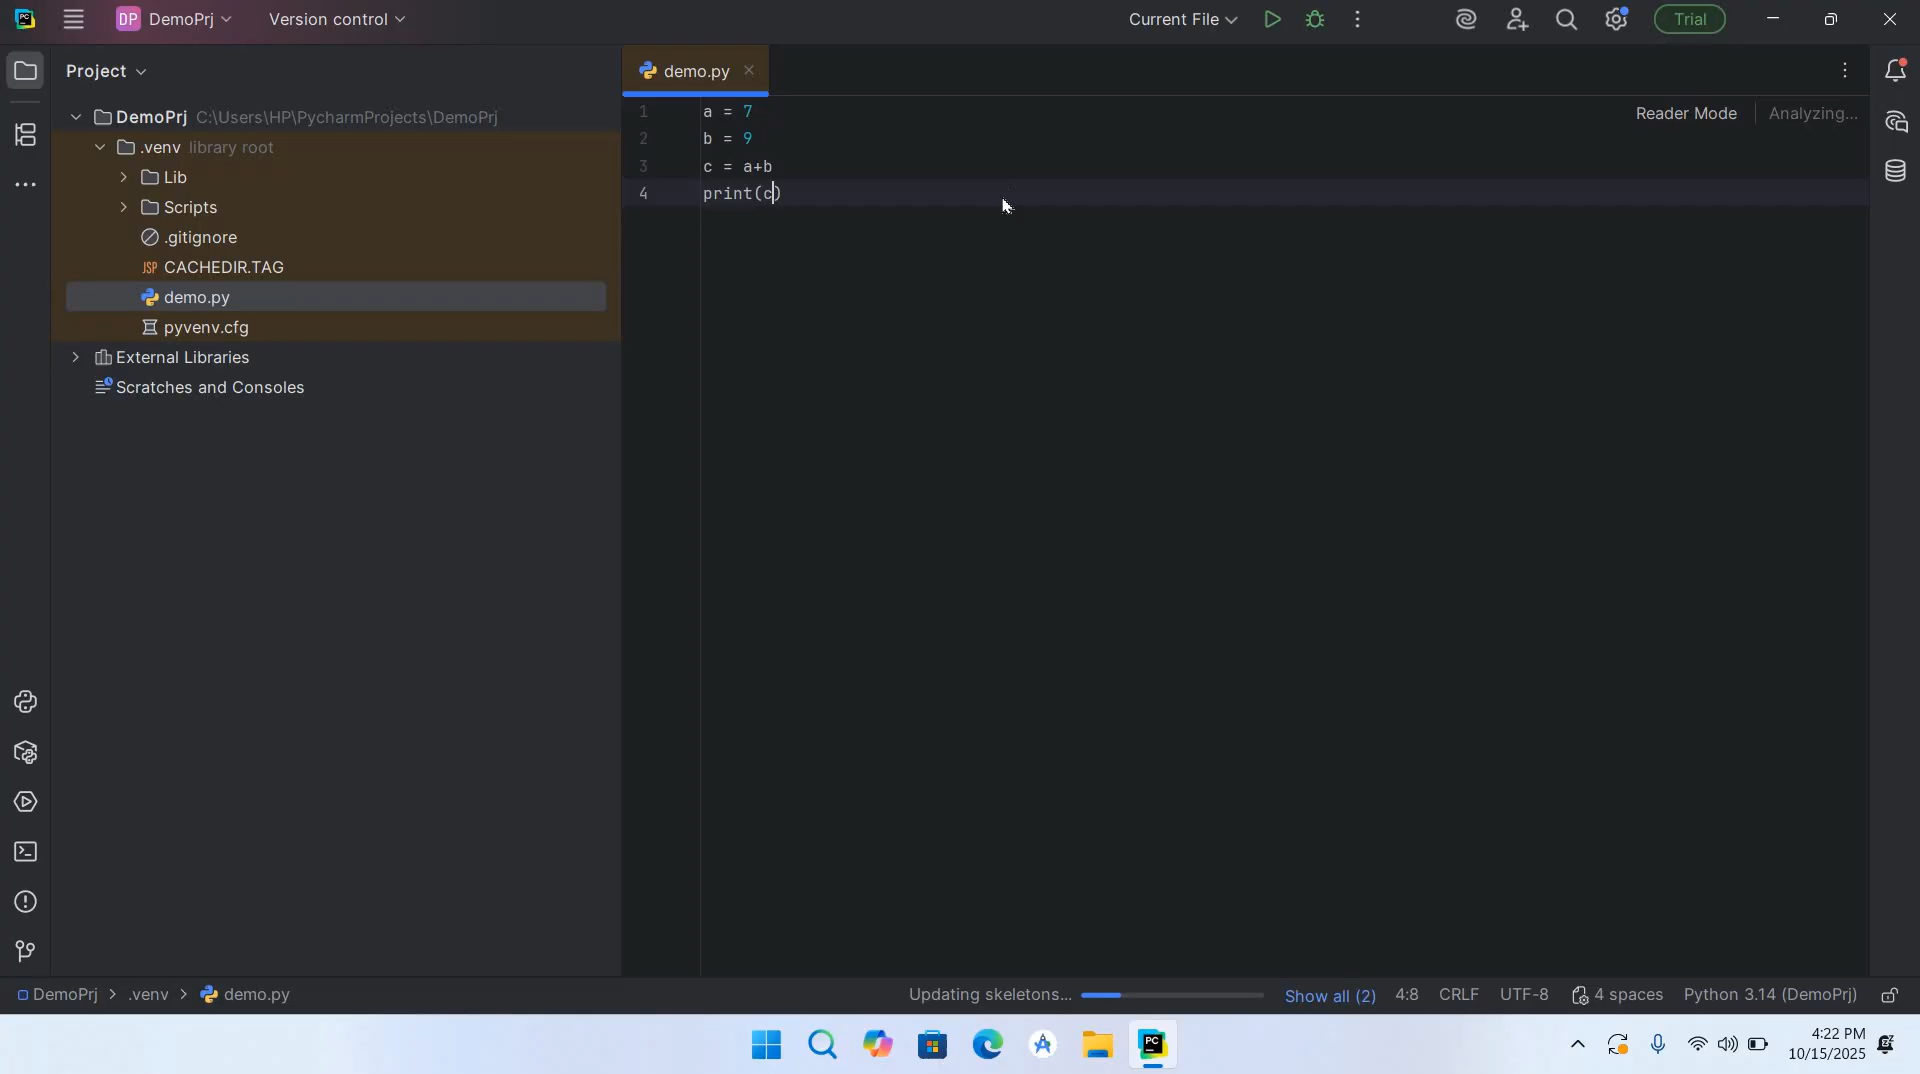 PC
DP DemoPrj
Version control
Current File
Trial
Project
demo.py
DemoPrj C:\Users\HP\PycharmProjects\DemoPrj
.venv library root
Lib
Scripts
.gitignore
JSP CACHEDIR.TAG
demo.py
pyvenv.cfg
External Libraries
Scratches and Consoles
1 a = 7
2 b = 9
3 c = a+b
4 print(c)
Reader Mode
Analyzing...
DemoPrj > .venv > demo.py
Updating skeletons...
Show all (2)
4:8
CRLF
UTF-8
4 spaces
Python 3.14 (DemoPrj)
PC
4:22 PM
10/15/2025